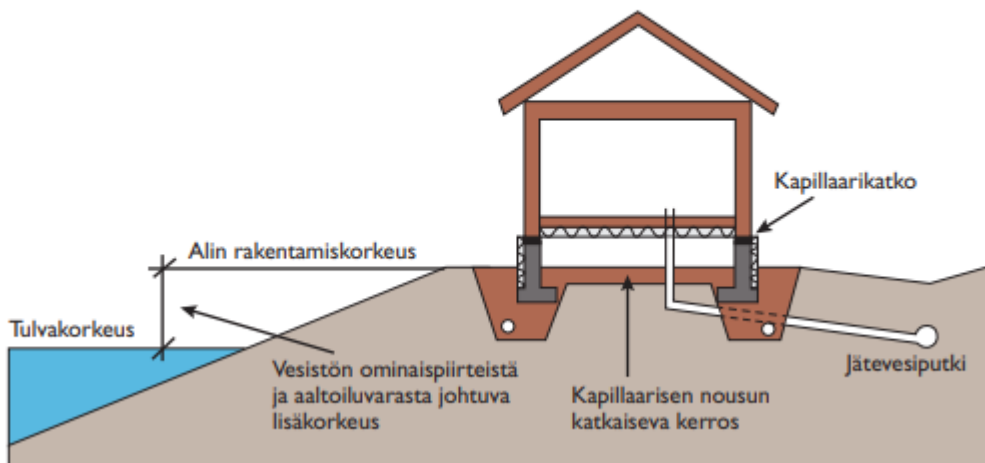 Kapillaarikatko
Alin rakentamiskorkeus
Tulvakorkeus
Vesistön ominaispiirteistä
ja aaltoiluvarasta johtuva
lisäkorkeus
Kapillaarisen nousun
katkaiseva kerros
Jätevesiputki